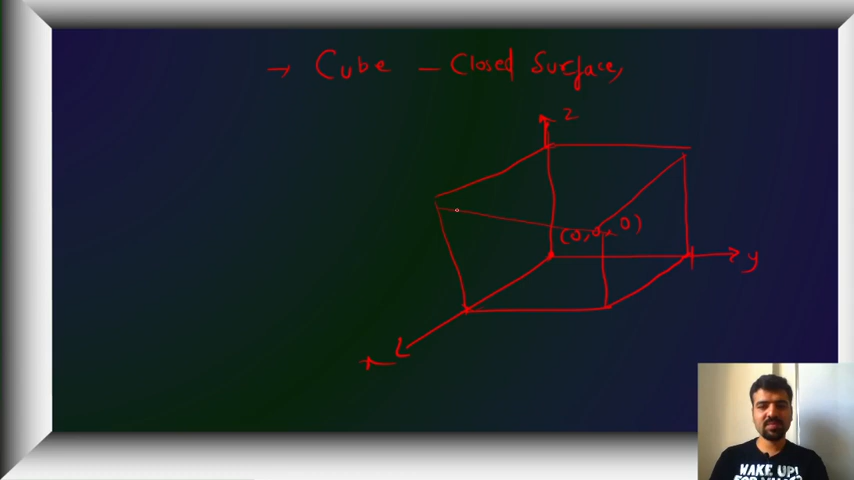 → Cube – Closed Surface,
z
(0,0,0)
y
x
WAKE UP!